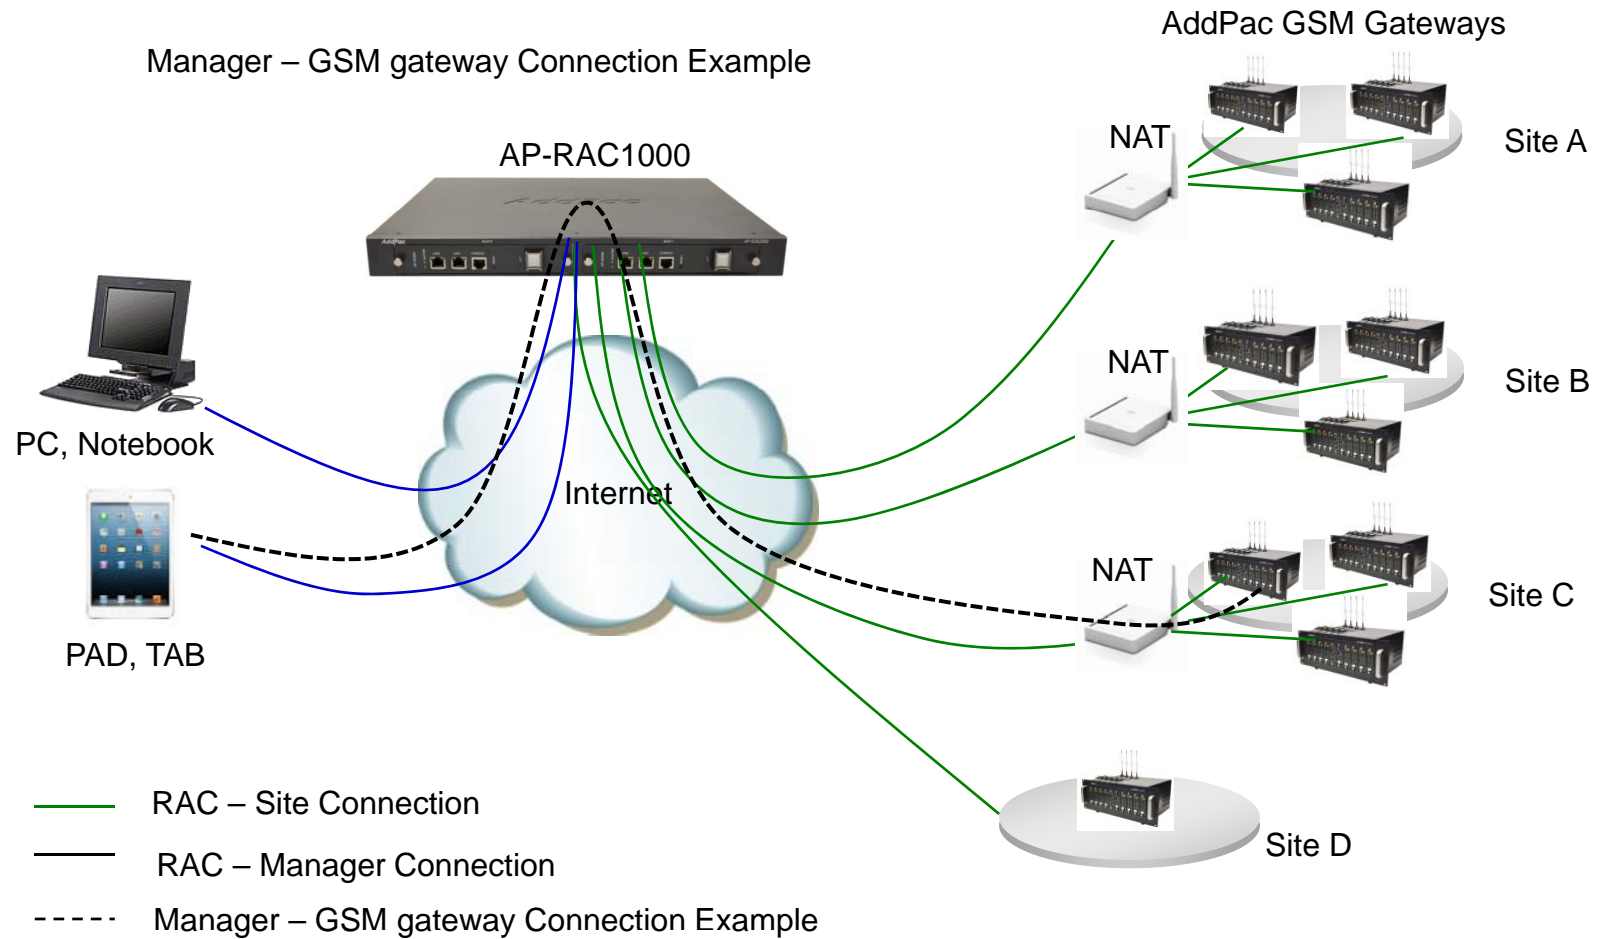 AddPac GSM Gateways
Manager – GSM gateway Connection Example
AP-RAC1000
AddPac
NAT
Site A
NAT
Site B
PC, Notebook
Internet
NAT
Site C
PAD, TAB
RAC – Site Connection
Site D
RAC – Manager Connection
Manager – GSM gateway Connection Example